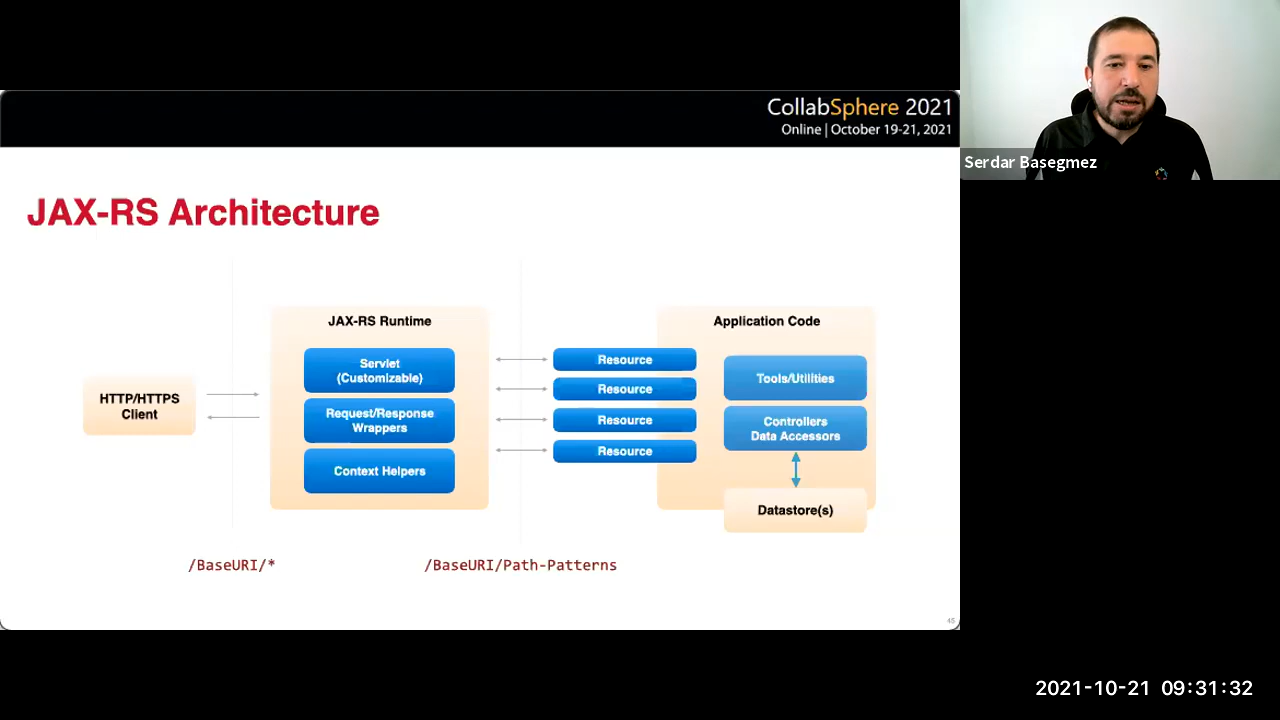 CollabSphere 2021
Online | October 19-21, 2021
Serdar Basegmez
JAX-RS Architecture
JAX-RS Runtime
Application Code
Servlet
(Customizable)
Request/Response
Wrappers
Context Helpers
HTTP/HTTPS
Client
Resource
Resource
Resource
Resource
Tools/Utilities
Controllers
Data Accessors
Datastore(s)
/BaseURI/*
/BaseURI/Path-Patterns
45
2021-10-21 09:31:32